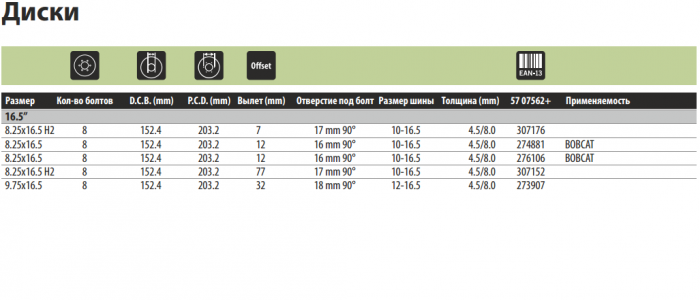 Диски
Offset
EAN•13
Размер Кол-во болтов D.C.B. (mm) P.C.D. (mm) Вылет (mm) Отверстие под болт Размер шины Толщина (mm) 57 07562+ Применяемость
16.5”
8.25x16.5 H2 8 152.4 203.2 7 17 mm 90° 10-16.5 4.5/8.0 307176
8.25x16.5 8 152.4 203.2 12 16 mm 90° 10-16.5 4.5/8.0 274881 BOBCAT
8.25x16.5 8 152.4 203.2 12 16 mm 90° 10-16.5 4.5/8.0 276106 BOBCAT
8.25x16.5 H2 8 152.4 203.2 77 17 mm 90° 10-16.5 4.5/8.0 307152
9.75x16.5 8 152.4 203.2 32 18 mm 90° 12-16.5 4.5/8.0 273907